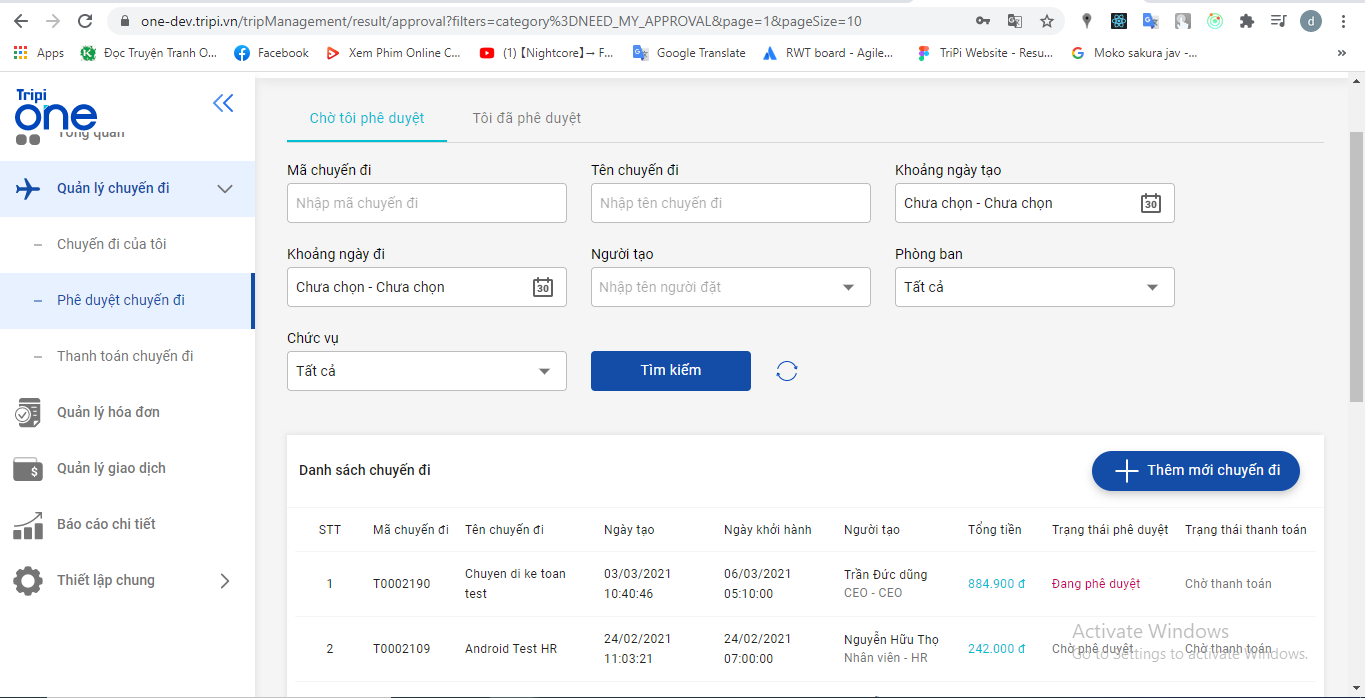 one-dev.tripi.vn/tripManagement/result/approval?filters=category%3DNEED_MY_APPROVAL&page=1&pageSize=10
d
Apps Đọc Truyện Tranh O... Facebook Xem Phim Online C... (1) 【Nightcore】→ F... Google Translate RWT board - Agile... TriPi Website - Resu... Moko sakura jav -... »
Tripi
one
Tổng quan
Quản lý chuyến đi
– Chuyến đi của tôi
– Phê duyệt chuyến đi
– Thanh toán chuyến đi
Quản lý hóa đơn
Quản lý giao dịch
Báo cáo chi tiết
Thiết lập chung
Chờ tôi phê duyệt Tôi đã phê duyệt
Mã chuyến đi Tên chuyến đi Khoảng ngày tạo
Nhập mã chuyến đi Nhập tên chuyến đi Chưa chọn - Chưa chọn 30
Khoảng ngày đi Người tạo Phòng ban
Chưa chọn - Chưa chọn 30 Nhập tên người đặt Tất cả
Chức vụ
Tất cả Tìm kiếm
Danh sách chuyến đi Thêm mới chuyến đi
STT Mã chuyến đi Tên chuyến đi Ngày tạo Ngày khởi hành Người tạo Tổng tiền Trạng thái phê duyệt Trạng thái thanh toán
1 T0002190 Chuyen di ke toan test 03/03/2021 10:40:46 06/03/2021 05:10:00 Trần Đức dũng CEO - CEO 884.900 đ Đang phê duyệt Chờ thanh toán
2 T0002109 Android Test HR 24/02/2021 11:03:21 24/02/2021 07:00:00 Nguyễn Hữu Thọ Nhân viên - HR 242.000 đ Chờ phê duyệt Chờ thanh toán
Activate Windows
Go to Settings to activate Windows.